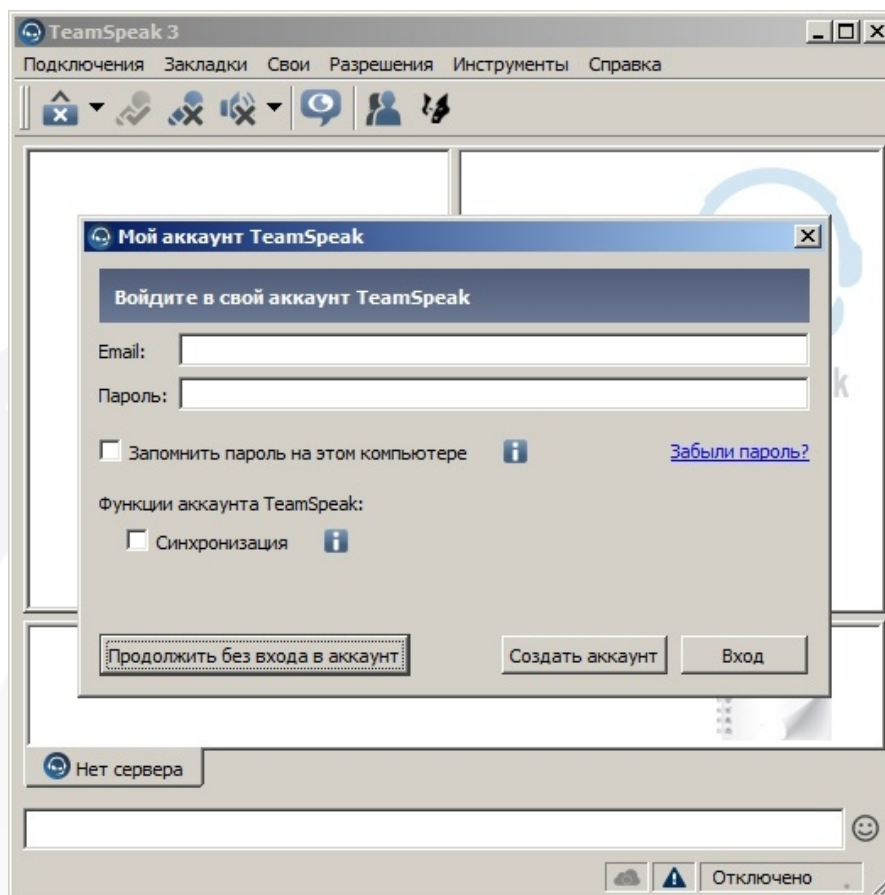 TeamSpeak 3
Подключения Закладки Свои Разрешения Инструменты Справка
Мой аккаунт TeamSpeak
Войдите в свой аккаунт TeamSpeak
Email:
Пароль:
Запомнить пароль на этом компьютере
Забыли пароль?
Функции аккаунта TeamSpeak:
Синхронизация
Продолжить без входа в аккаунт Создать аккаунт Вход
Нет сервера
Отключено